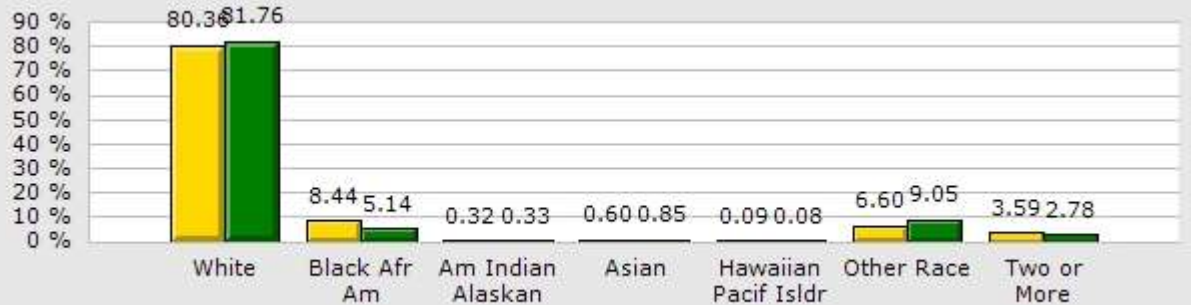 90 %
80 %
70 %
60 %
50 %
40 %
30 %
20 %
10 %
0 %
80.36 81.76
8.44 5.14
0.32 0.33
0.60 0.85
0.09 0.08
6.60 9.05
3.59 2.78
White
Black Afr
Am
Am Indian
Alaskan
Asian
Hawaiian
Pacif Isldr
Other Race
Two or
More